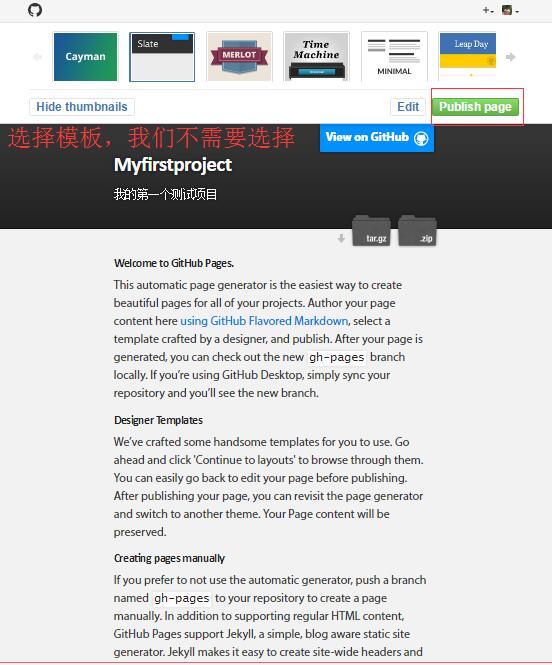 Cayman
Slate
MERLOT
Time
Machine
MINIMAL
Leap Day
Hide thumbnails
Edit
Publish page
选择模板，我们不需要选择
View on GitHub
Myfirstproject
我的第一个测试项目
tar.gz
.zip
Welcome to GitHub Pages.
This automatic page generator is the easiest way to create
beautiful pages for all of your projects. Author your page
content here using GitHub Flavored Markdown, select a
template crafted by a designer, and publish. After your page is
generated, you can check out the new gh-pages branch
locally. If you're using GitHub Desktop, simply sync your
repository and you'll see the new branch.
Designer Templates
We've crafted some handsome templates for you to use. Go
ahead and click 'Continue to layouts' to browse through them.
You can easily go back to edit your page before publishing.
After publishing your page, you can revisit the page generator
and switch to another theme. Your Page content will be
preserved.
Creating pages manually
If you prefer to not use the automatic generator, push a branch
named gh-pages to your repository to create a page
manually. In addition to supporting regular HTML content,
GitHub Pages support Jekyll, a simple, blog aware static site
generator. Jekyll makes it easy to create site-wide headers and